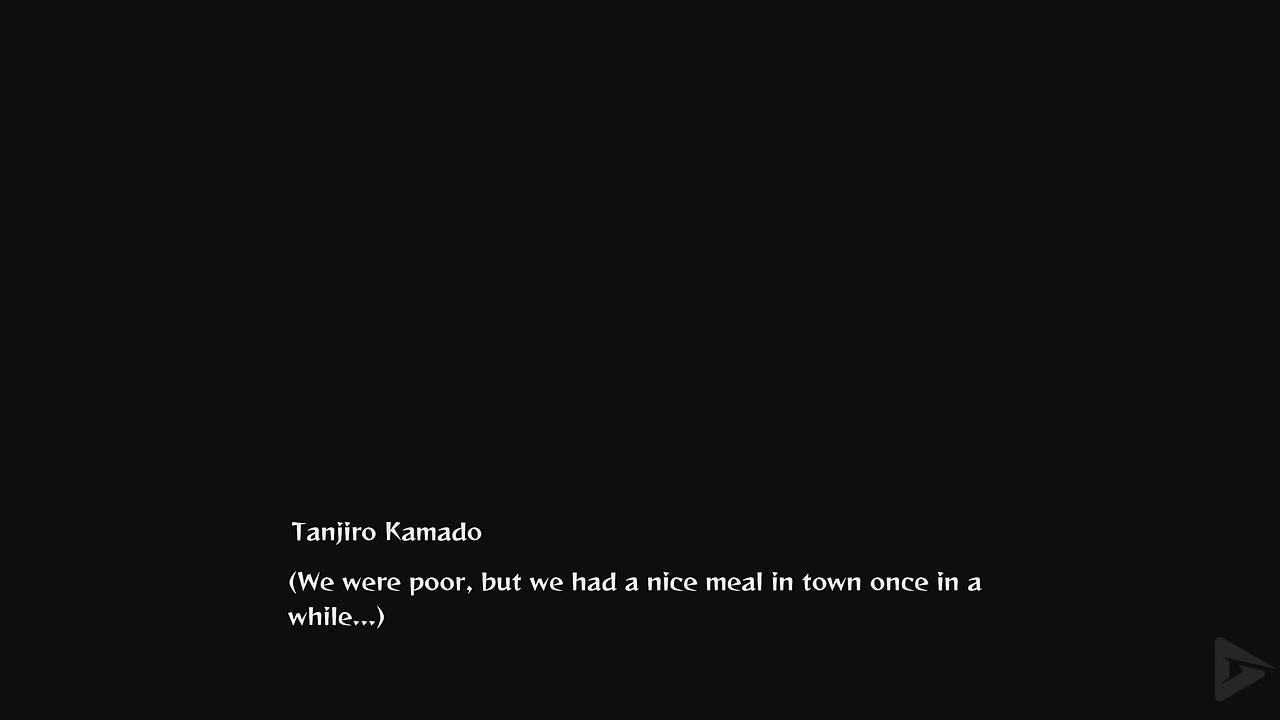 Tanjiro Kamado
(We were poor, but we had a nice meal in town once in a
while...)